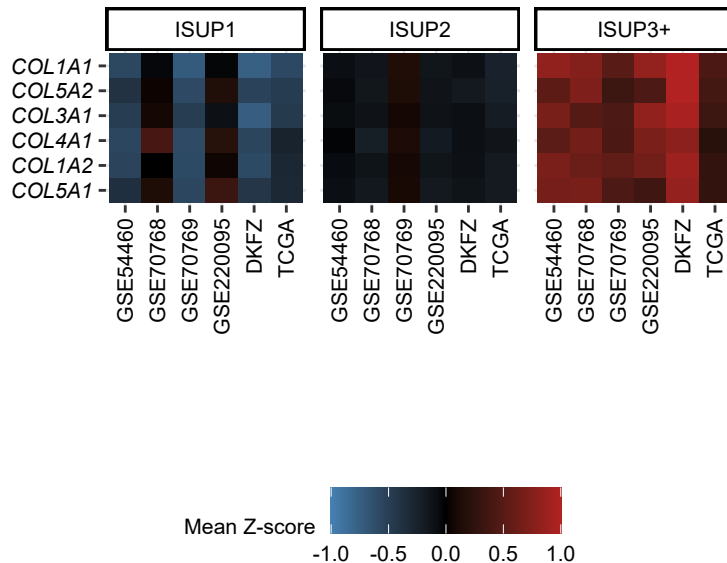 ISUP1 ISUP2 ISUP3+
COL1A1
COL5A2
COL3A1
COL4A1
COL1A2
COL5A1
GSE54460 GSE70768 GSE70769 GSE220095 DKFZ TCGA GSE54460 GSE70768 GSE70769 GSE220095 DKFZ TCGA GSE54460 GSE70768 GSE70769 GSE220095 DKFZ TCGA
Mean Z-score
-1.0 -0.5 0.0 0.5 1.0